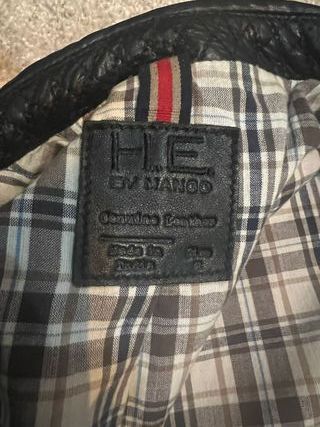 H.E.
BY MANGO
Genuine Leather
Made in Size